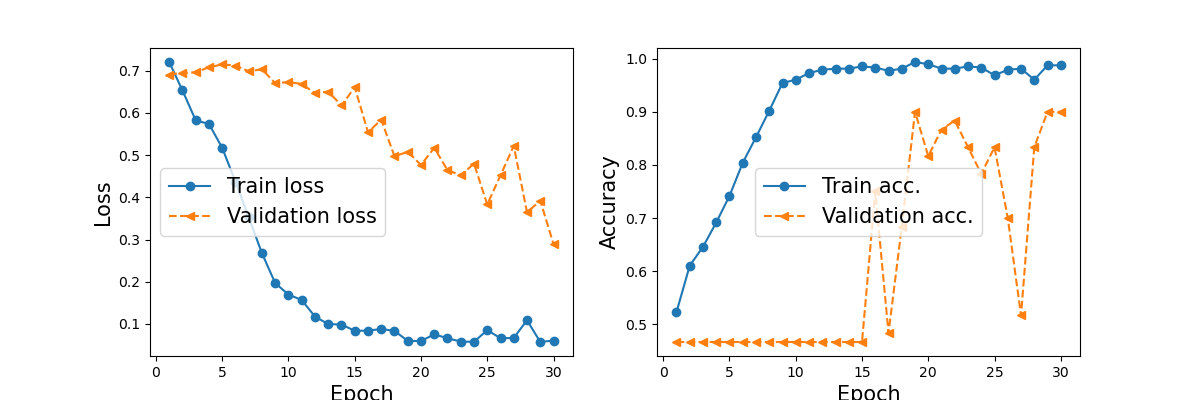 0.7
0.6
0.5
0.4
0.3
0.2
0.1
Loss
Train loss
Validation loss
0 5 10 15 20 25 30
Epoch
1.0
0.9
0.8
0.7
0.6
0.5
Accuracy
Train acc.
Validation acc.
0 5 10 15 20 25 30
Epoch